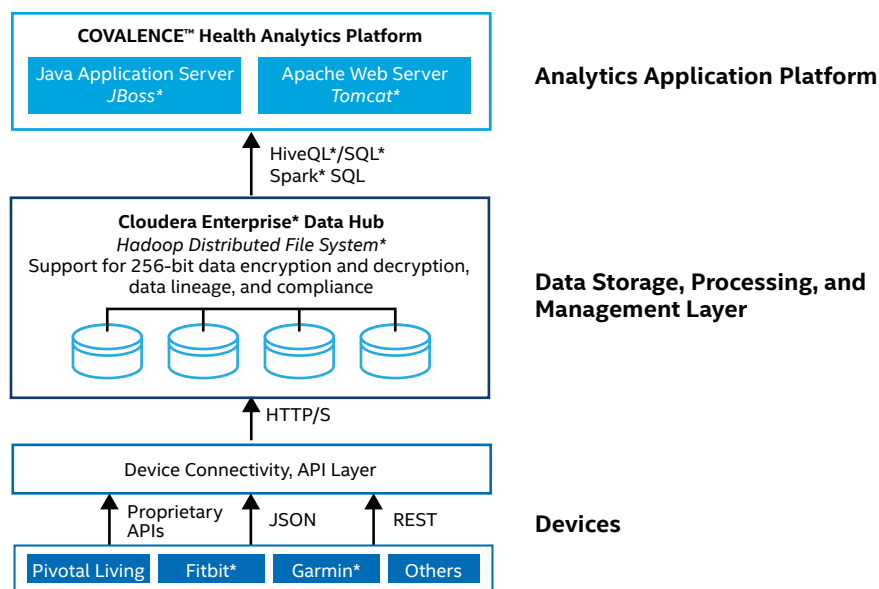 COVALENCE™ Health Analytics Platform
Java Application Server
JBoss*
Apache Web Server
Tomcat*
Analytics Application Platform
HiveQL*/SQL*
Spark* SQL
Cloudera Enterprise* Data Hub
Hadoop Distributed File System*
Support for 256-bit data encryption and decryption,
data lineage, and compliance
Data Storage, Processing, and
Management Layer
HTTP/S
Device Connectivity, API Layer
Proprietary
APIs
JSON
REST
Devices
Pivotal Living
Fitbit*
Garmin*
Others